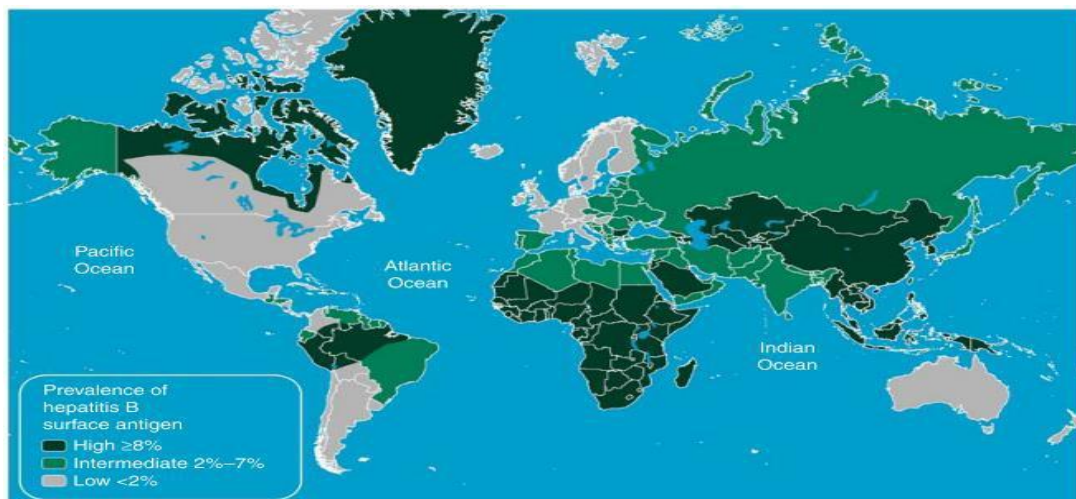 Pacific
Ocean
Atlantic
Ocean
Indian
Ocean
Prevalence of
hepatitis B
surface antigen
High ≥8%
Intermediate 2%–7%
Low <2%